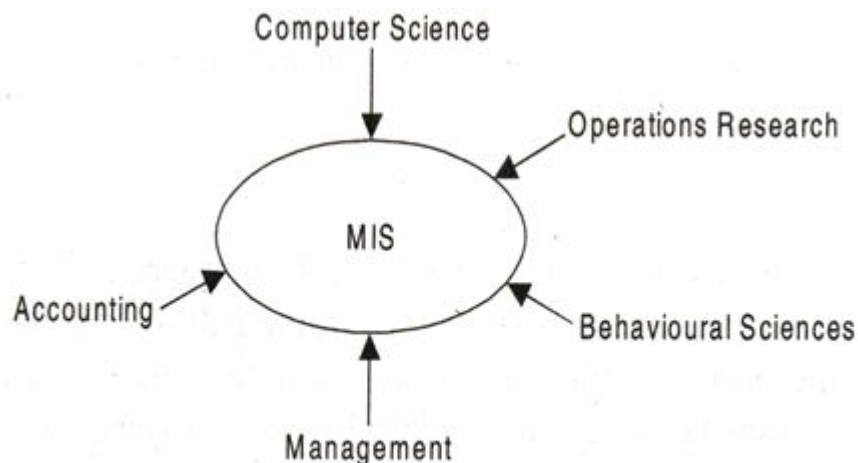 Computer Science
Operations Research
MIS
Accounting
Behavioural Sciences
Management